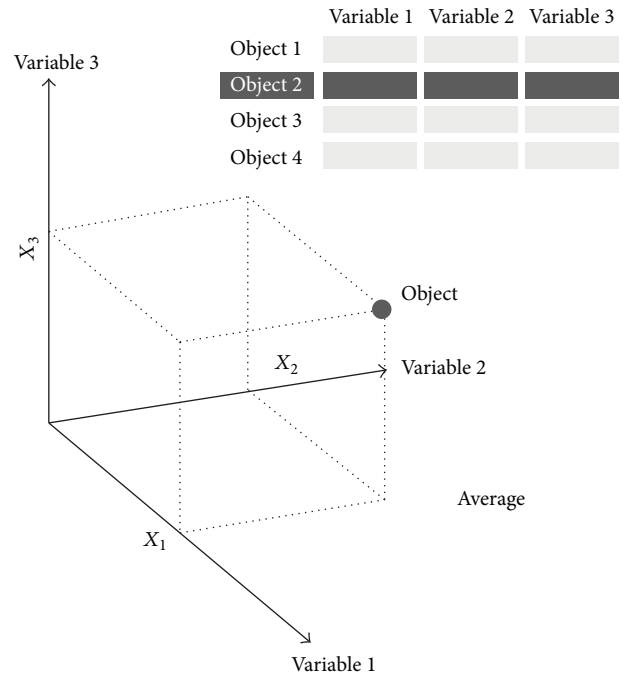 Variable 1 Variable 2 Variable 3
Object 1
Object 2
Object 3
Object 4
Variable 3
X3
Object
X2
Variable 2
Average
X1
Variable 1